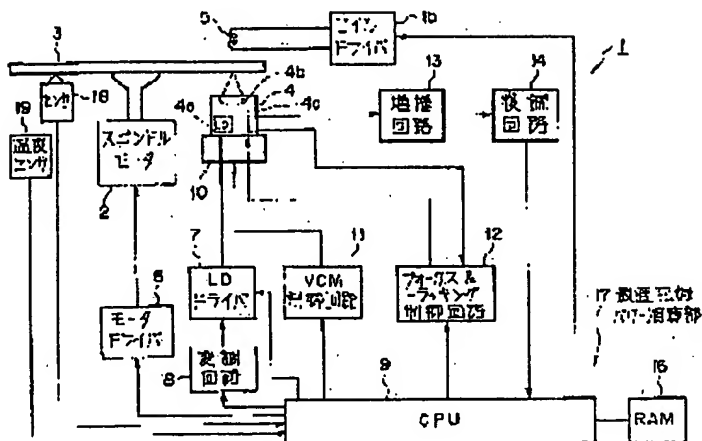 5
コイル
ドライバ
15
3
4b
4
4c
4a
LD
13
増幅
回路
14
復調
回路
1
センサ
18
19
温度
センサ
スピンドル
モータ
2
10
7
LD
ドライバ
11
VCM
制御回路
12
フォーカス&
トラッキング
制御回路
6
モータ
ドライバ
変調
回路
8
9
CPU
17
16
RAM